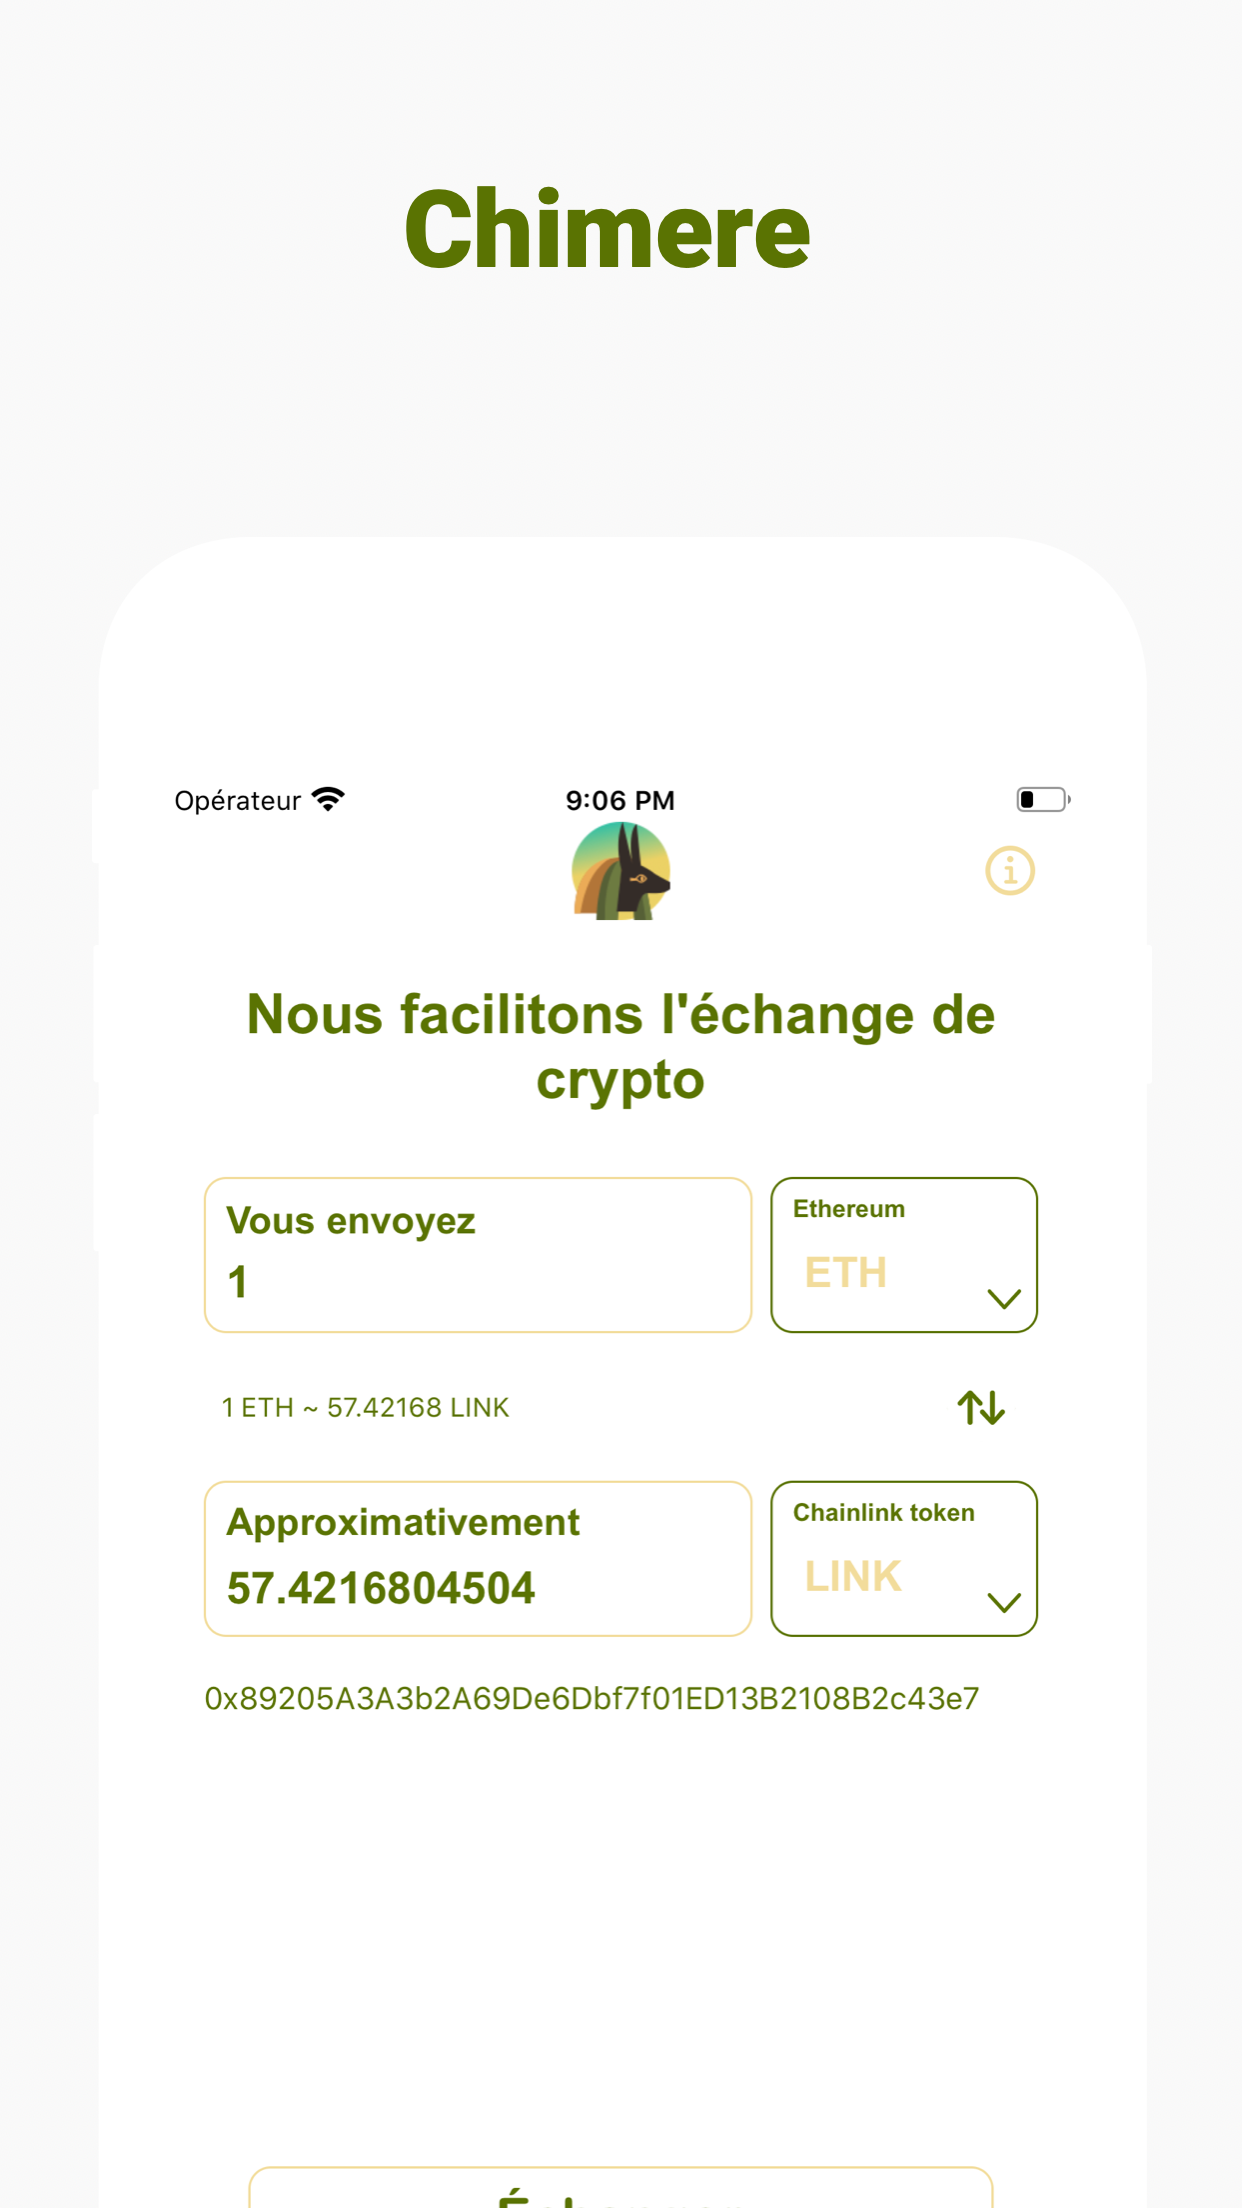 Chimere
Opérateur 9:06 PM
Nous facilitons l'échange de
crypto
Vous envoyez
1
Ethereum
ETH
1 ETH ~ 57.42168 LINK
Approximativement
57.4216804504
Chainlink token
LINK
0x89205A3A3b2A69De6Dbf7f01ED13B2108B2c43e7